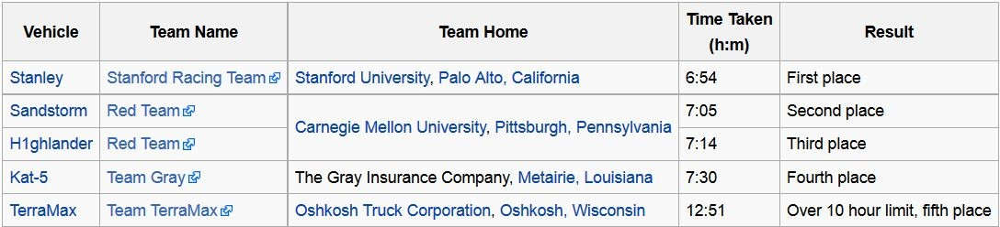 Vehicle Team Name Team Home Time Taken (h:m) Result
Stanley Stanford Racing Team Stanford University, Palo Alto, California 6:54 First place
Sandstorm Red Team Carnegie Mellon University, Pittsburgh, Pennsylvania 7:05 Second place
H1ghlander Red Team 7:14 Third place
Kat-5 Team Gray The Gray Insurance Company, Metairie, Louisiana 7:30 Fourth place
TerraMax Team TerraMax Oshkosh Truck Corporation, Oshkosh, Wisconsin 12:51 Over 10 hour limit, fifth place